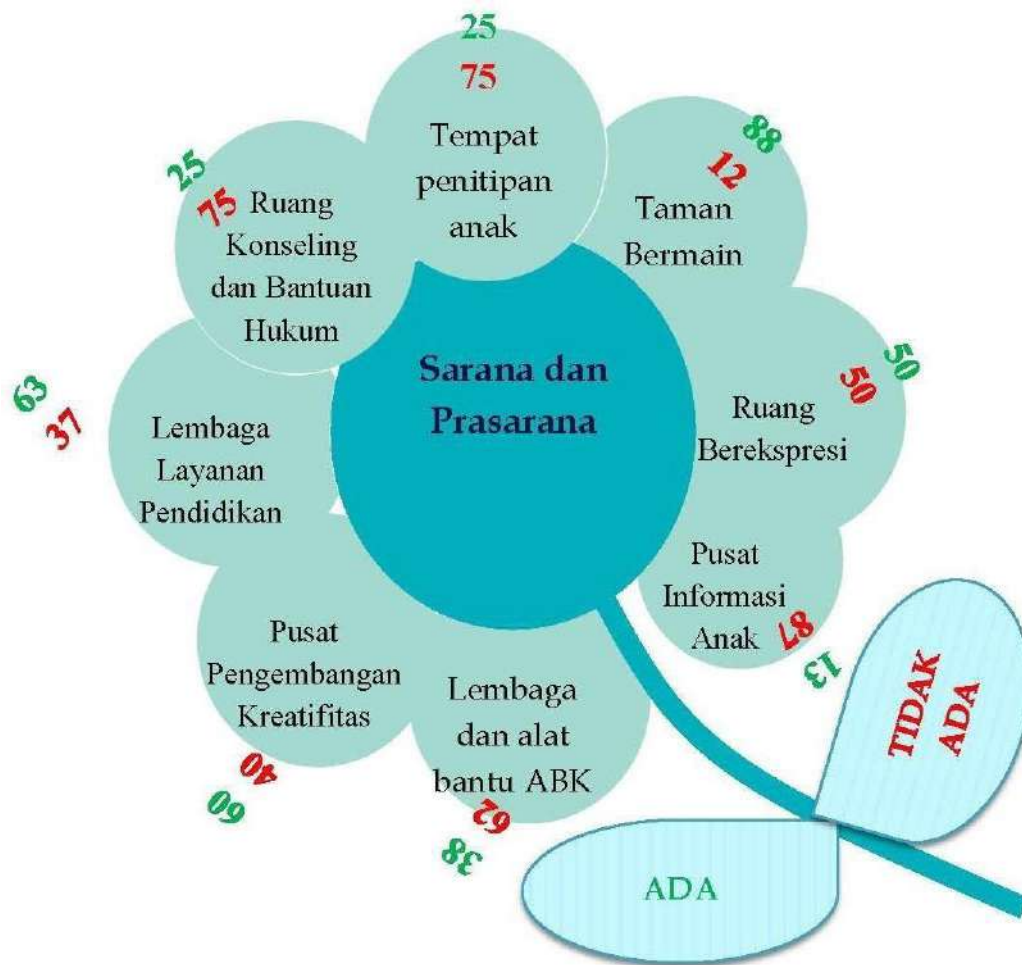 25
75
Tempat
penitipan
anak
88
12
Taman
Bermain
50
50
Ruang
Berekspresi
Pusat
Informasi
Anak
87
13
Lembaga
dan alat
bantu ABK
62
38
Pusat
Pengembangan
Kreatifitas
40
60
63
37
Lembaga
Layanan
Pendidikan
25
75
Ruang
Konseling
dan Bantuan
Hukum
Sarana dan
Prasarana
TIDAK
ADA
ADA